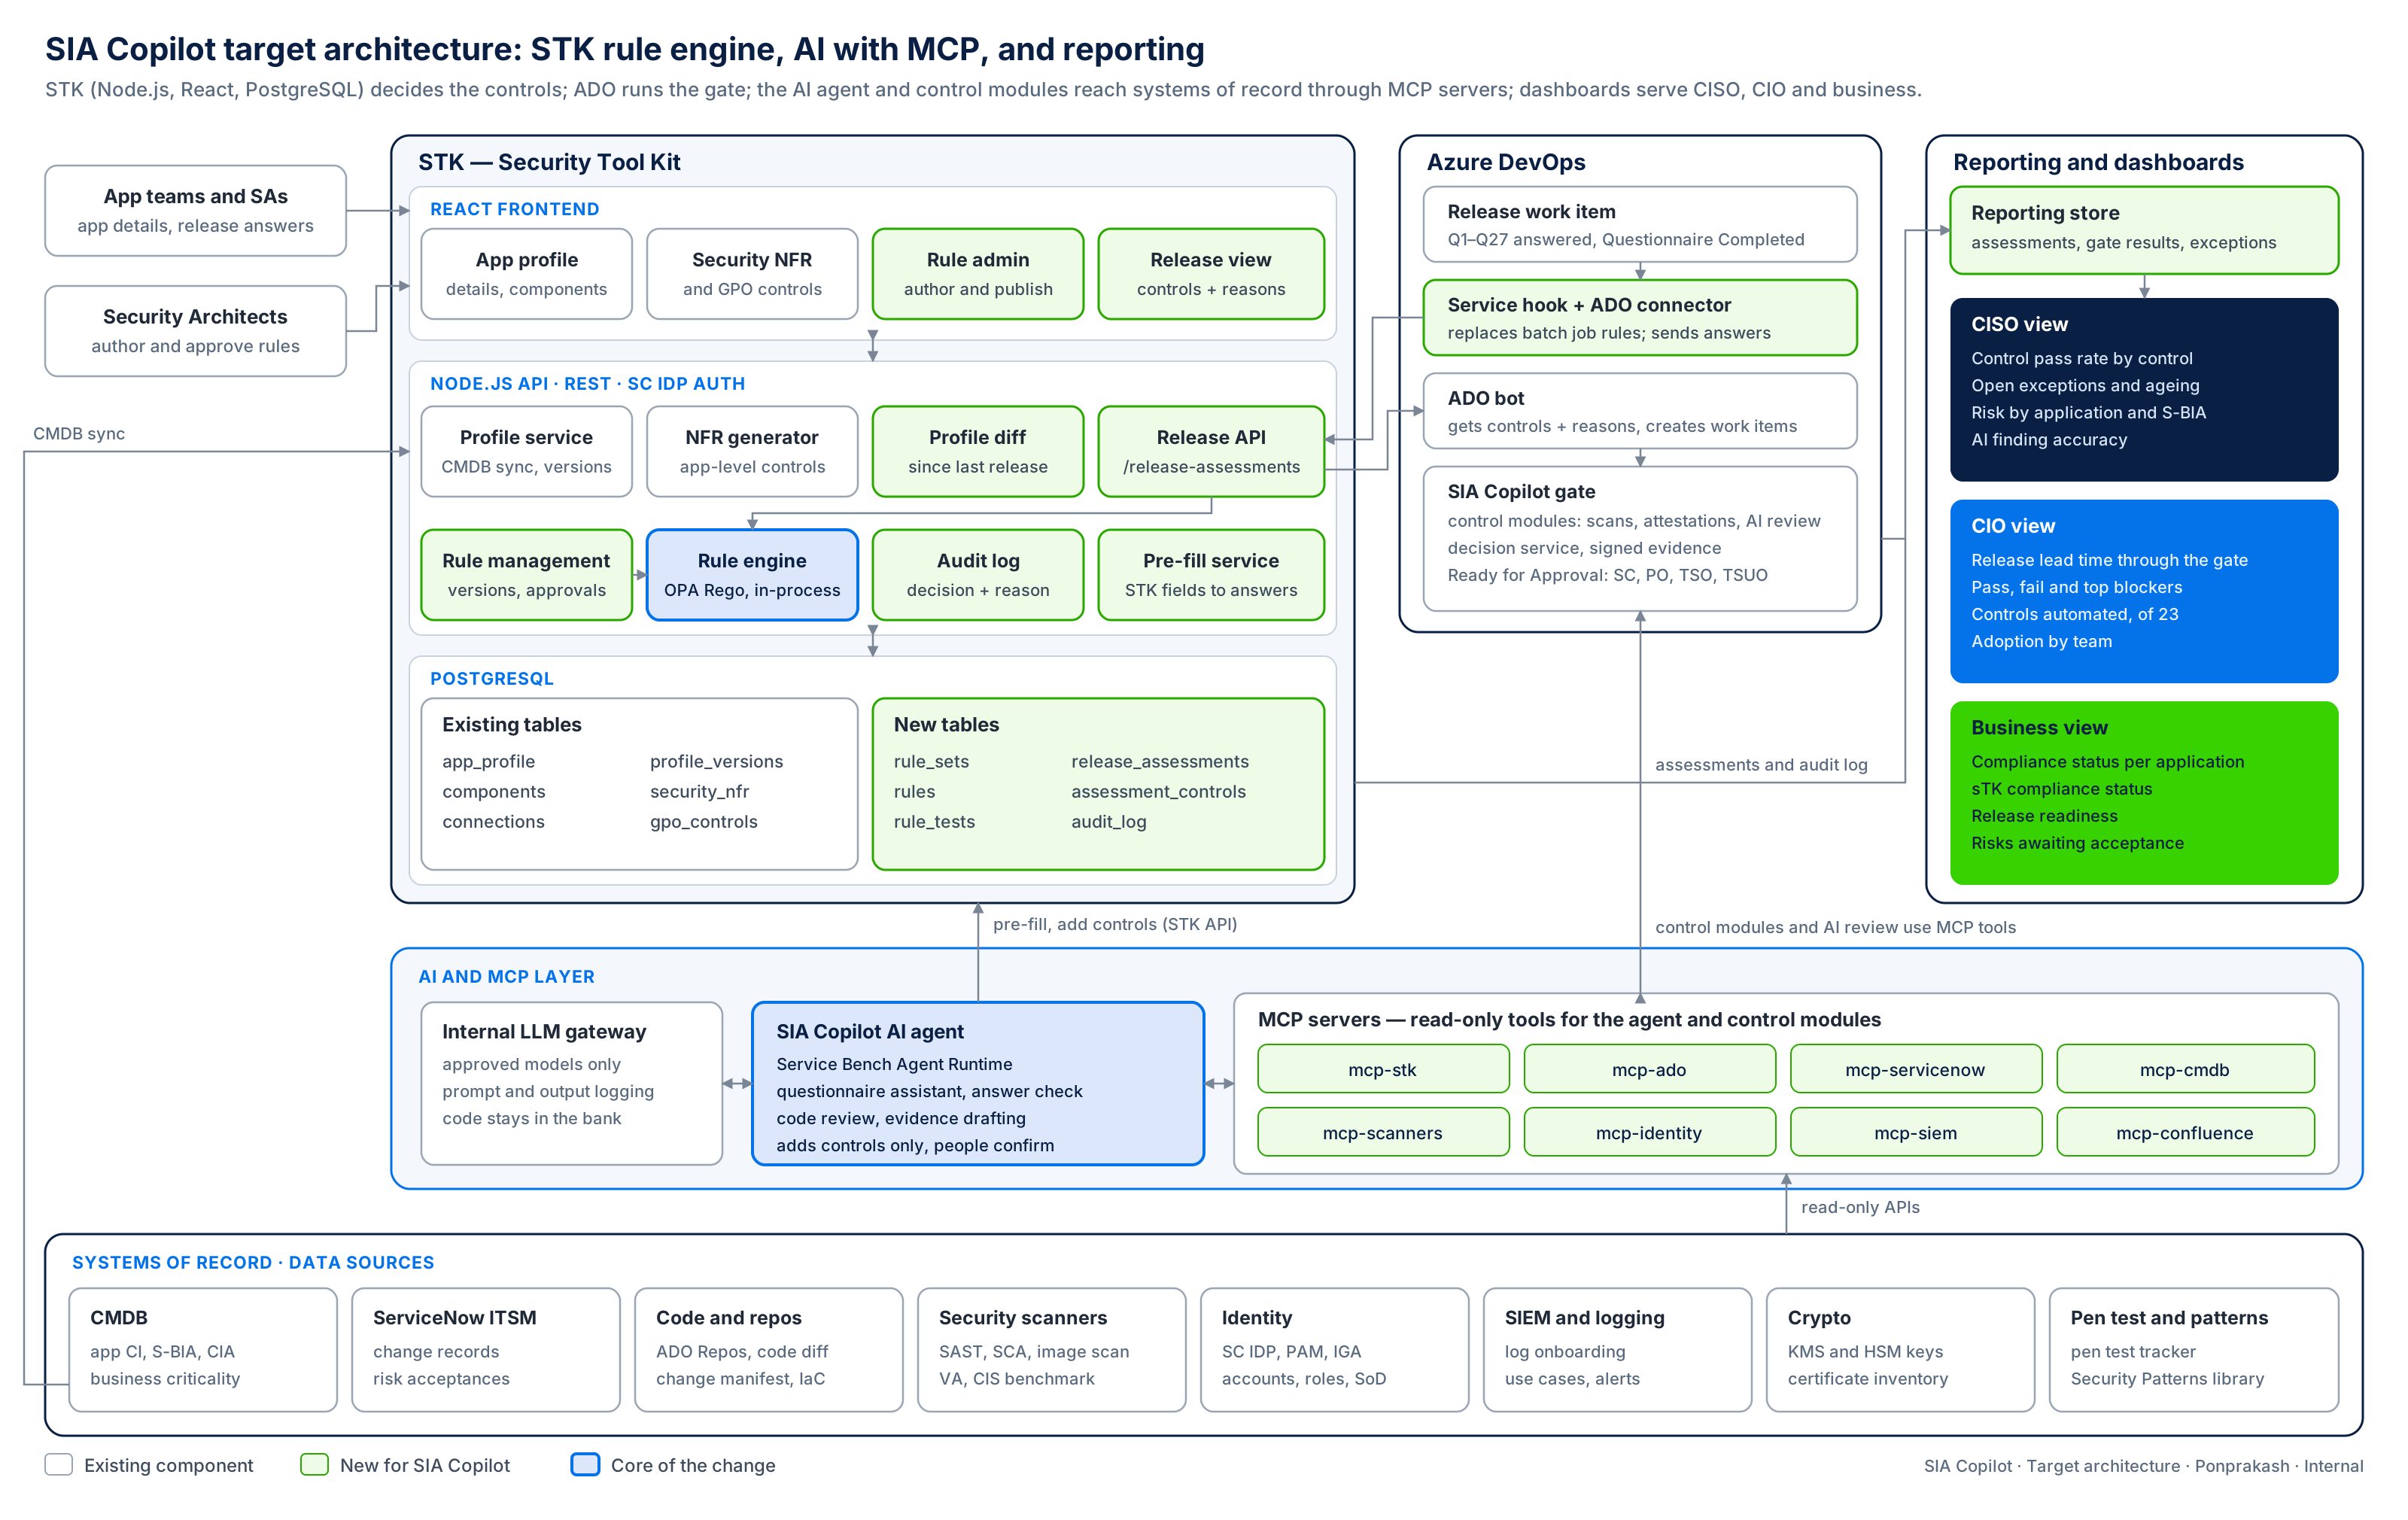 SIA Copilot target architecture: STK rule engine, AI with MCP, and reporting
STK (Node.js, React, PostgreSQL) decides the controls; ADO runs the gate; the AI agent and control modules reach systems of record through MCP servers; dashboards serve CISO, CIO and business.
App teams and SAs
app details, release answers
Security Architects
author and approve rules
CMDB sync
STK — Security Tool Kit
REACT FRONTEND
App profile
details, components
Security NFR
and GPO controls
Rule admin
author and publish
Release view
controls + reasons
NODE.JS API · REST · SC IDP AUTH
Profile service
CMDB sync, versions
NFR generator
app-level controls
Profile diff
since last release
Release API
/release-assessments
Rule management
versions, approvals
Rule engine
OPA Rego, in-process
Audit log
decision + reason
Pre-fill service
STK fields to answers
POSTGRESQL
Existing tables
app_profile
profile_versions
components
security_nfr
connections
gpo_controls
New tables
rule_sets
release_assessments
rules
assessment_controls
rule_tests
audit_log
Azure DevOps
Release work item
Q1–Q27 answered, Questionnaire Completed
Service hook + ADO connector
replaces batch job rules; sends answers
ADO bot
gets controls + reasons, creates work items
SIA Copilot gate
control modules: scans, attestations, AI review
decision service, signed evidence
Ready for Approval: SC, PO, TSO, TSUO
assessments and audit log
Reporting and dashboards
Reporting store
assessments, gate results, exceptions
CISO view
Control pass rate by control
Open exceptions and ageing
Risk by application and S-BIA
AI finding accuracy
CIO view
Release lead time through the gate
Pass, fail and top blockers
Controls automated, of 23
Adoption by team
Business view
Compliance status per application
sTK compliance status
Release readiness
Risks awaiting acceptance
pre-fill, add controls (STK API)
control modules and AI review use MCP tools
AI AND MCP LAYER
Internal LLM gateway
approved models only
prompt and output logging
code stays in the bank
SIA Copilot AI agent
Service Bench Agent Runtime
questionnaire assistant, answer check
code review, evidence drafting
adds controls only, people confirm
MCP servers — read-only tools for the agent and control modules
mcp-stk
mcp-ado
mcp-servicenow
mcp-cmdb
mcp-scanners
mcp-identity
mcp-siem
mcp-confluence
read-only APIs
SYSTEMS OF RECORD · DATA SOURCES
CMDB
app CI, S-BIA, CIA
business criticality
ServiceNow ITSM
change records
risk acceptances
Code and repos
ADO Repos, code diff
change manifest, IaC
Security scanners
SAST, SCA, image scan
VA, CIS benchmark
Identity
SC IDP, PAM, IGA
accounts, roles, SoD
SIEM and logging
log onboarding
use cases, alerts
Crypto
KMS and HSM keys
certificate inventory
Pen test and patterns
pen test tracker
Security Patterns library
Existing component
New for SIA Copilot
Core of the change
SIA Copilot · Target architecture · Ponprakash · Internal